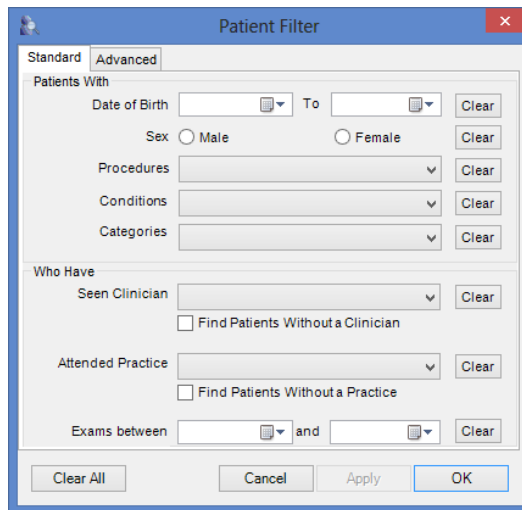 Patient Filter
Standard Advanced
Patients With
Date of Birth To Clear
Sex Male Female Clear
Procedures Clear
Conditions Clear
Categories Clear
Who Have
Seen Clinician Clear
Find Patients Without a Clinician
Attended Practice Clear
Find Patients Without a Practice
Exams between and Clear
Clear All Cancel Apply OK